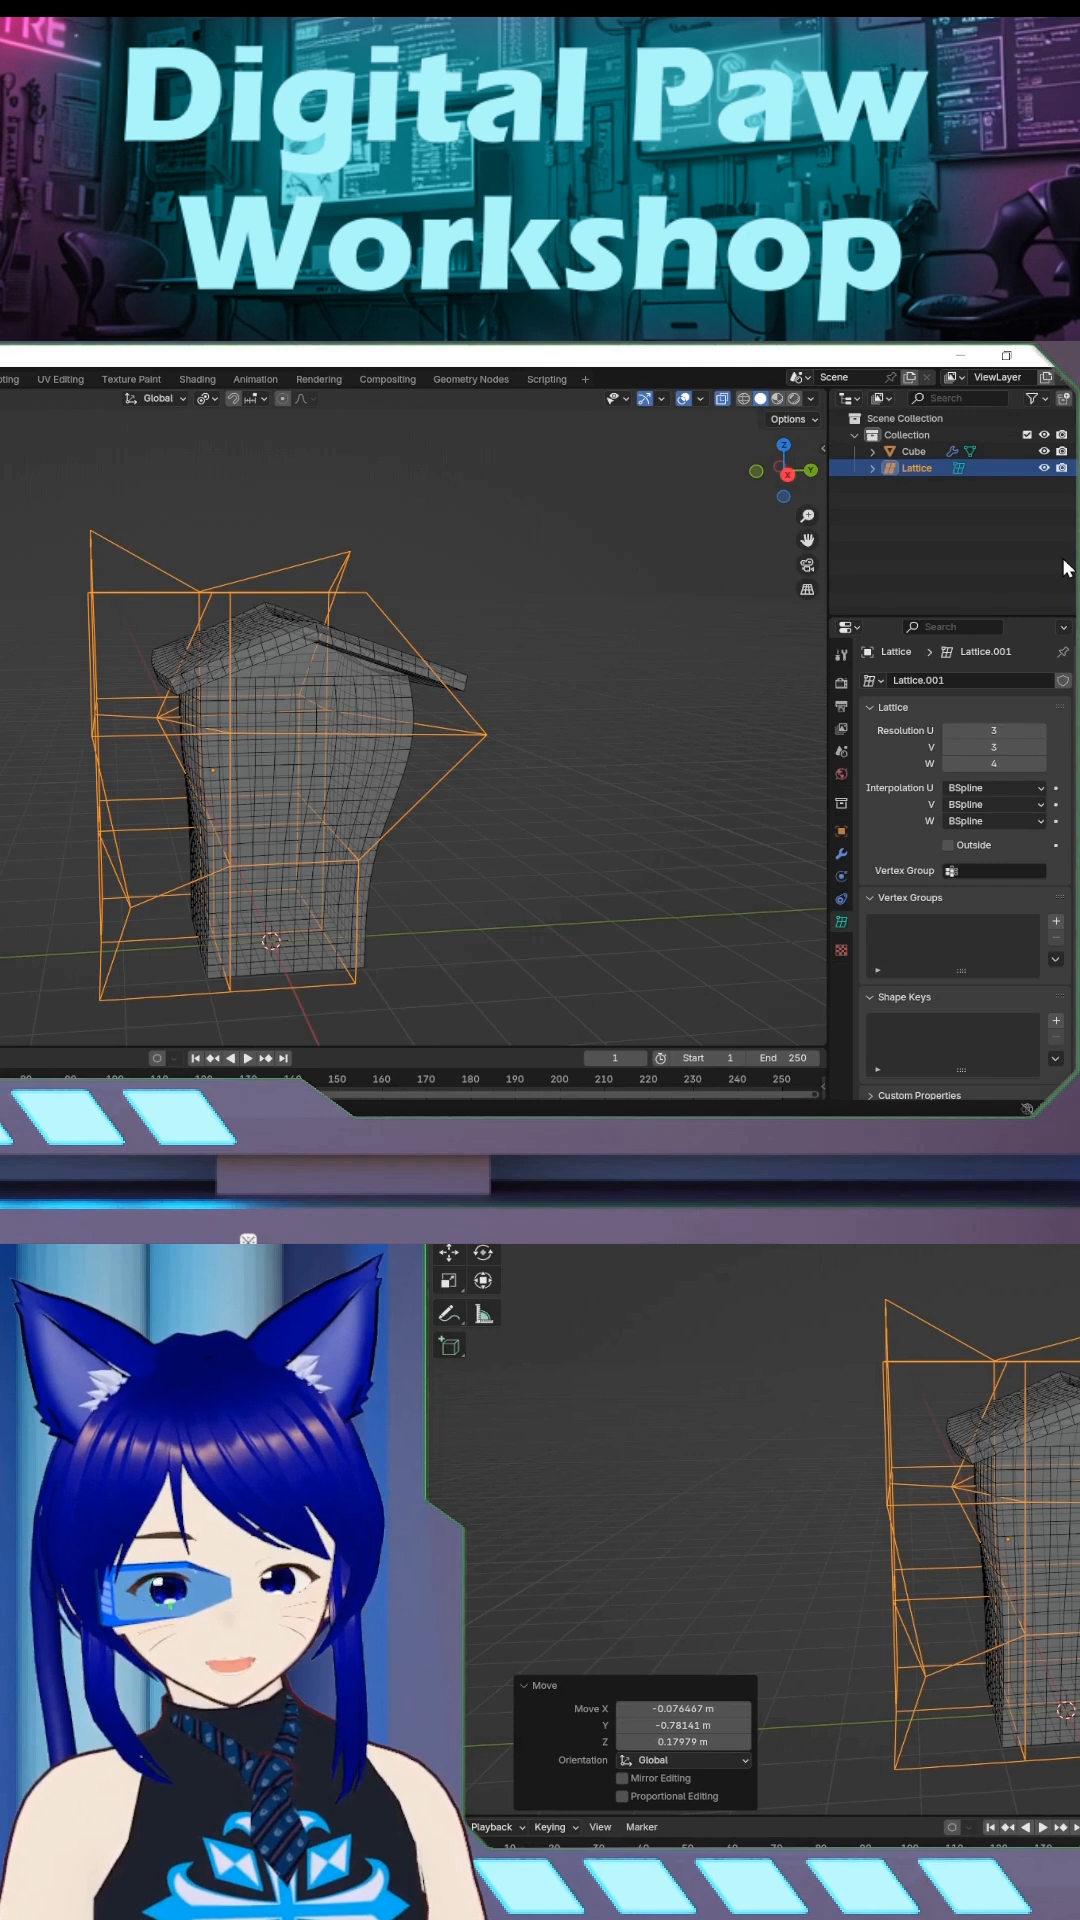 TRE
Digital Paw
Workshop
UV Editing Texture Paint Shading Animation Rendering Compositing Geometry Nodes Scripting + Scene ViewLayer
Global Search
Options
Scene Collection
Collection
Cube
Lattice
Z
Y
X
Search
Lattice > Lattice.001
Lattice.001
Lattice
Resolution U 3
V 3
W 4
Interpolation U BSpline
V BSpline
W BSpline
Outside
Vertex Group
Vertex Groups
Shape Keys
Custom Properties
1 Start 1 End 250
150 160 170 180 190 200 210 220 230 240 250
Move
Move X -0.076467 m
Y -0.78141 m
Z 0.17979 m
Orientation Global
Mirror Editing
Proportional Editing
Playback Keying View Marker